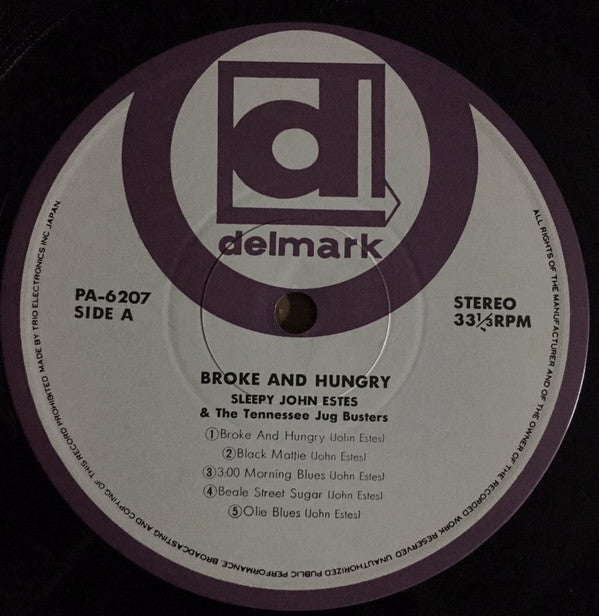 d
delmark
PA-6207
SIDE A
STEREO
33⅓RPM
BROKE AND HUNGRY
SLEEPY JOHN ESTES
& The Tennessee Jug Busters
①Broke And Hungry (John Estes)
②Black Mattie (John Estes)
③3:00 Morning Blues (John Estes)
④Beale Street Sugar (John Estes)
⑤Olie Blues (John Estes)
ALL RIGHTS OF THE MANUFACTURER AND OF THE OWNER OF THE RECORDED WORK RESERVED UNAUTHORIZED PUBLIC PERFORMANCE BROADCASTING AND COPYING OF THIS RECORD PROHIBITED MADE BY TRIO ELECTRONICS INC JAPAN.